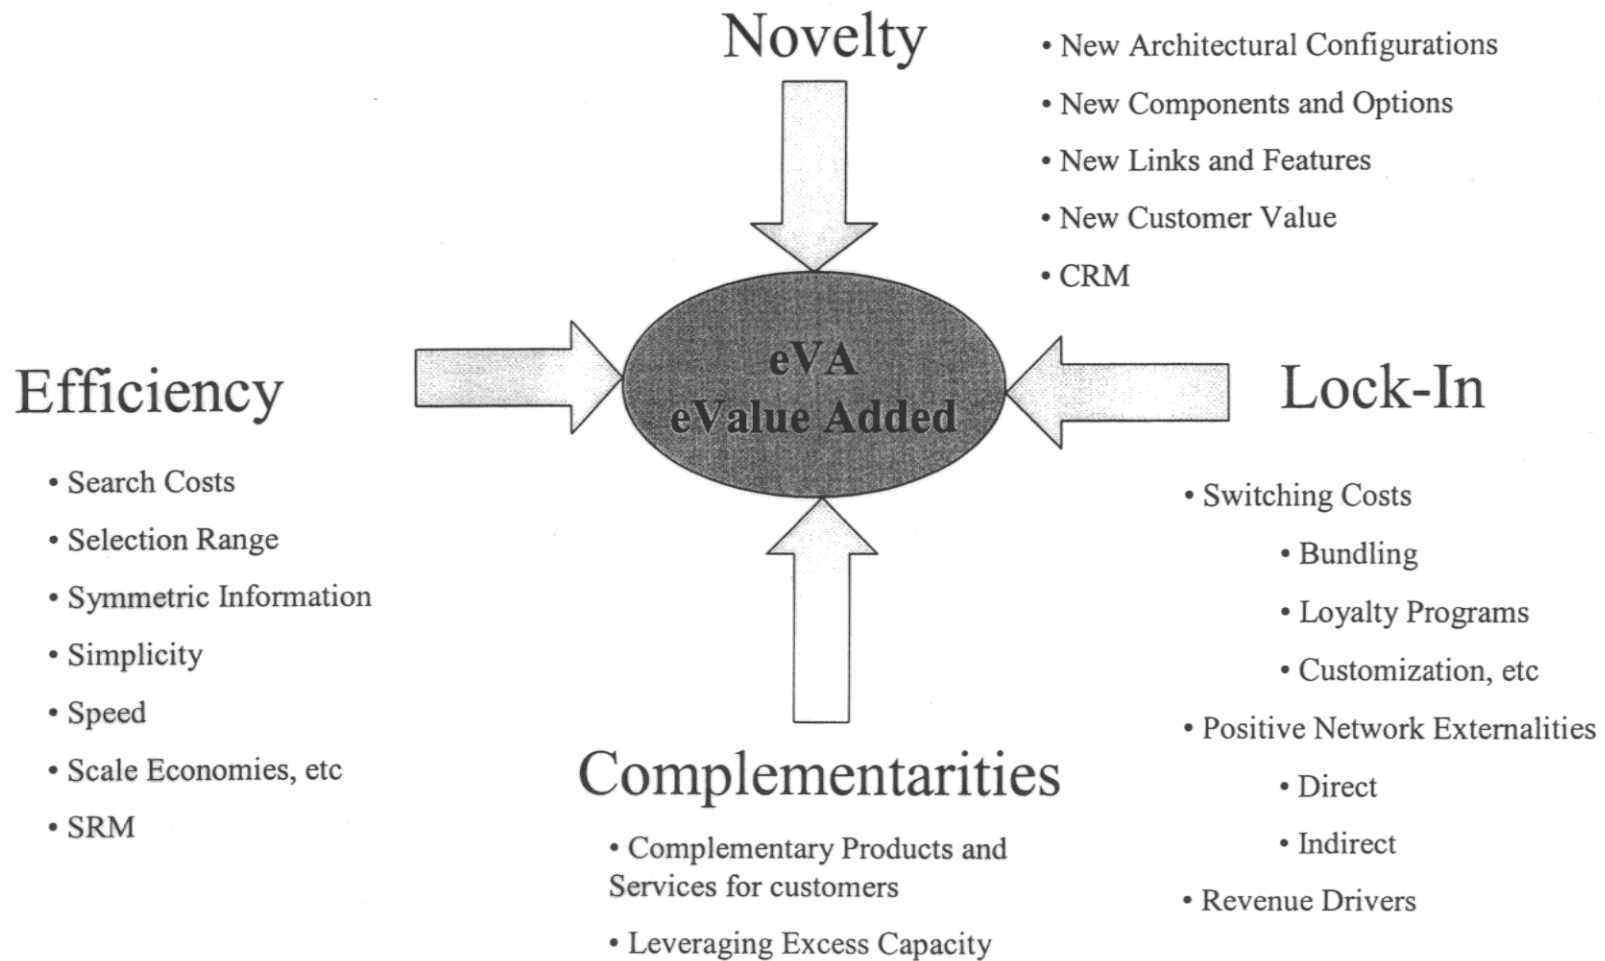 Novelty
• New Architectural Configurations
• New Components and Options
• New Links and Features
• New Customer Value
• CRM
eVA
eValue Added
Efficiency
• Search Costs
• Selection Range
• Symmetric Information
• Simplicity
• Speed
• Scale Economies, etc
• SRM
Lock-In
• Switching Costs
• Bundling
• Loyalty Programs
• Customization, etc
• Positive Network Externalities
• Direct
• Indirect
• Revenue Drivers
Complementarities
• Complementary Products and
Services for customers
• Leveraging Excess Capacity